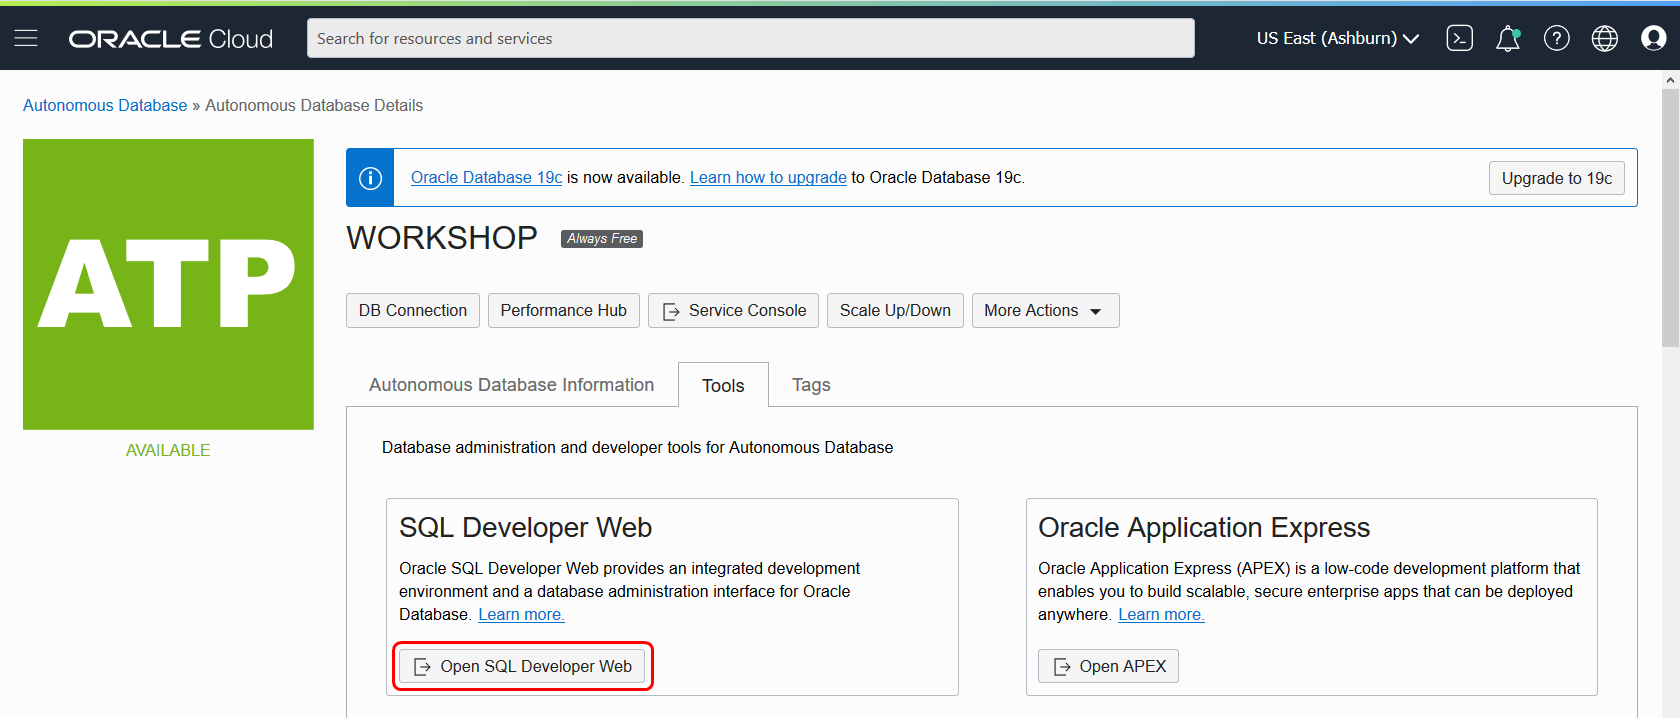 ORACLE Cloud
Search for resources and services
US East (Ashburn)
Autonomous Database » Autonomous Database Details
ATP
AVAILABLE
Oracle Database 19c is now available. Learn how to upgrade to Oracle Database 19c.
Upgrade to 19c
WORKSHOP
Always Free
DB Connection
Performance Hub
Service Console
Scale Up/Down
More Actions
Autonomous Database Information
Tools
Tags
Database administration and developer tools for Autonomous Database
SQL Developer Web
Oracle SQL Developer Web provides an integrated development
environment and a database administration interface for Oracle
Database. Learn more.
Open SQL Developer Web
Oracle Application Express
Oracle Application Express (APEX) is a low-code development platform that
enables you to build scalable, secure enterprise apps that can be deployed
anywhere. Learn more.
Open APEX